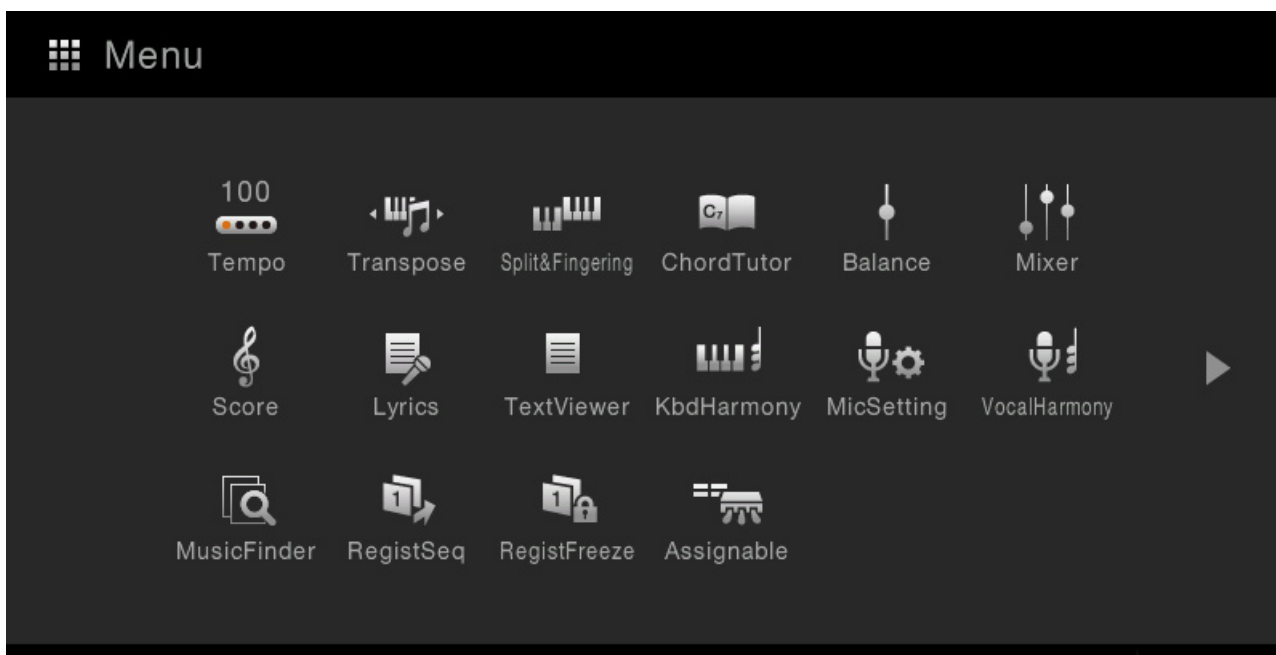 Menu
100
Tempo
Transpose
Split&Fingering
C7
ChordTutor
Balance
Mixer
Score
Lyrics
TextViewer
KbdHarmony
MicSetting
VocalHarmony
MusicFinder
1
RegistSeq
1
RegistFreeze
Assignable